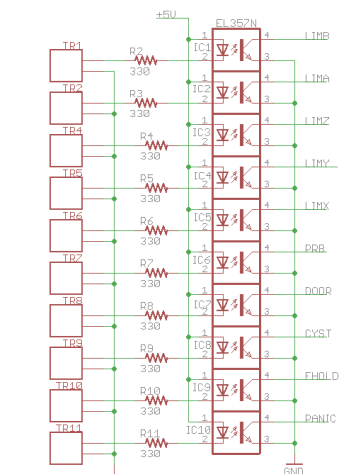 +5U EL357N
TR1 R2 330 1 IC1 2 4 LIMB 3
TR2 R3 330 1 IC2 2 4 LIMA 3
TR4 R4 330 1 IC3 2 4 LIMZ 3
TR5 R5 330 1 IC4 2 4 LIMY 3
TR6 R6 330 1 IC5 2 4 LIMX 3
TR7 R7 330 1 IC6 2 4 PRB 3
TR8 R8 330 1 IC7 2 4 DOOR 3
TR9 R9 330 1 IC8 2 4 CYST 3
TR10 R10 330 1 IC9 2 4 FHOLD 3
TR11 R11 330 1 IC10 2 4 PANIC 3
GND